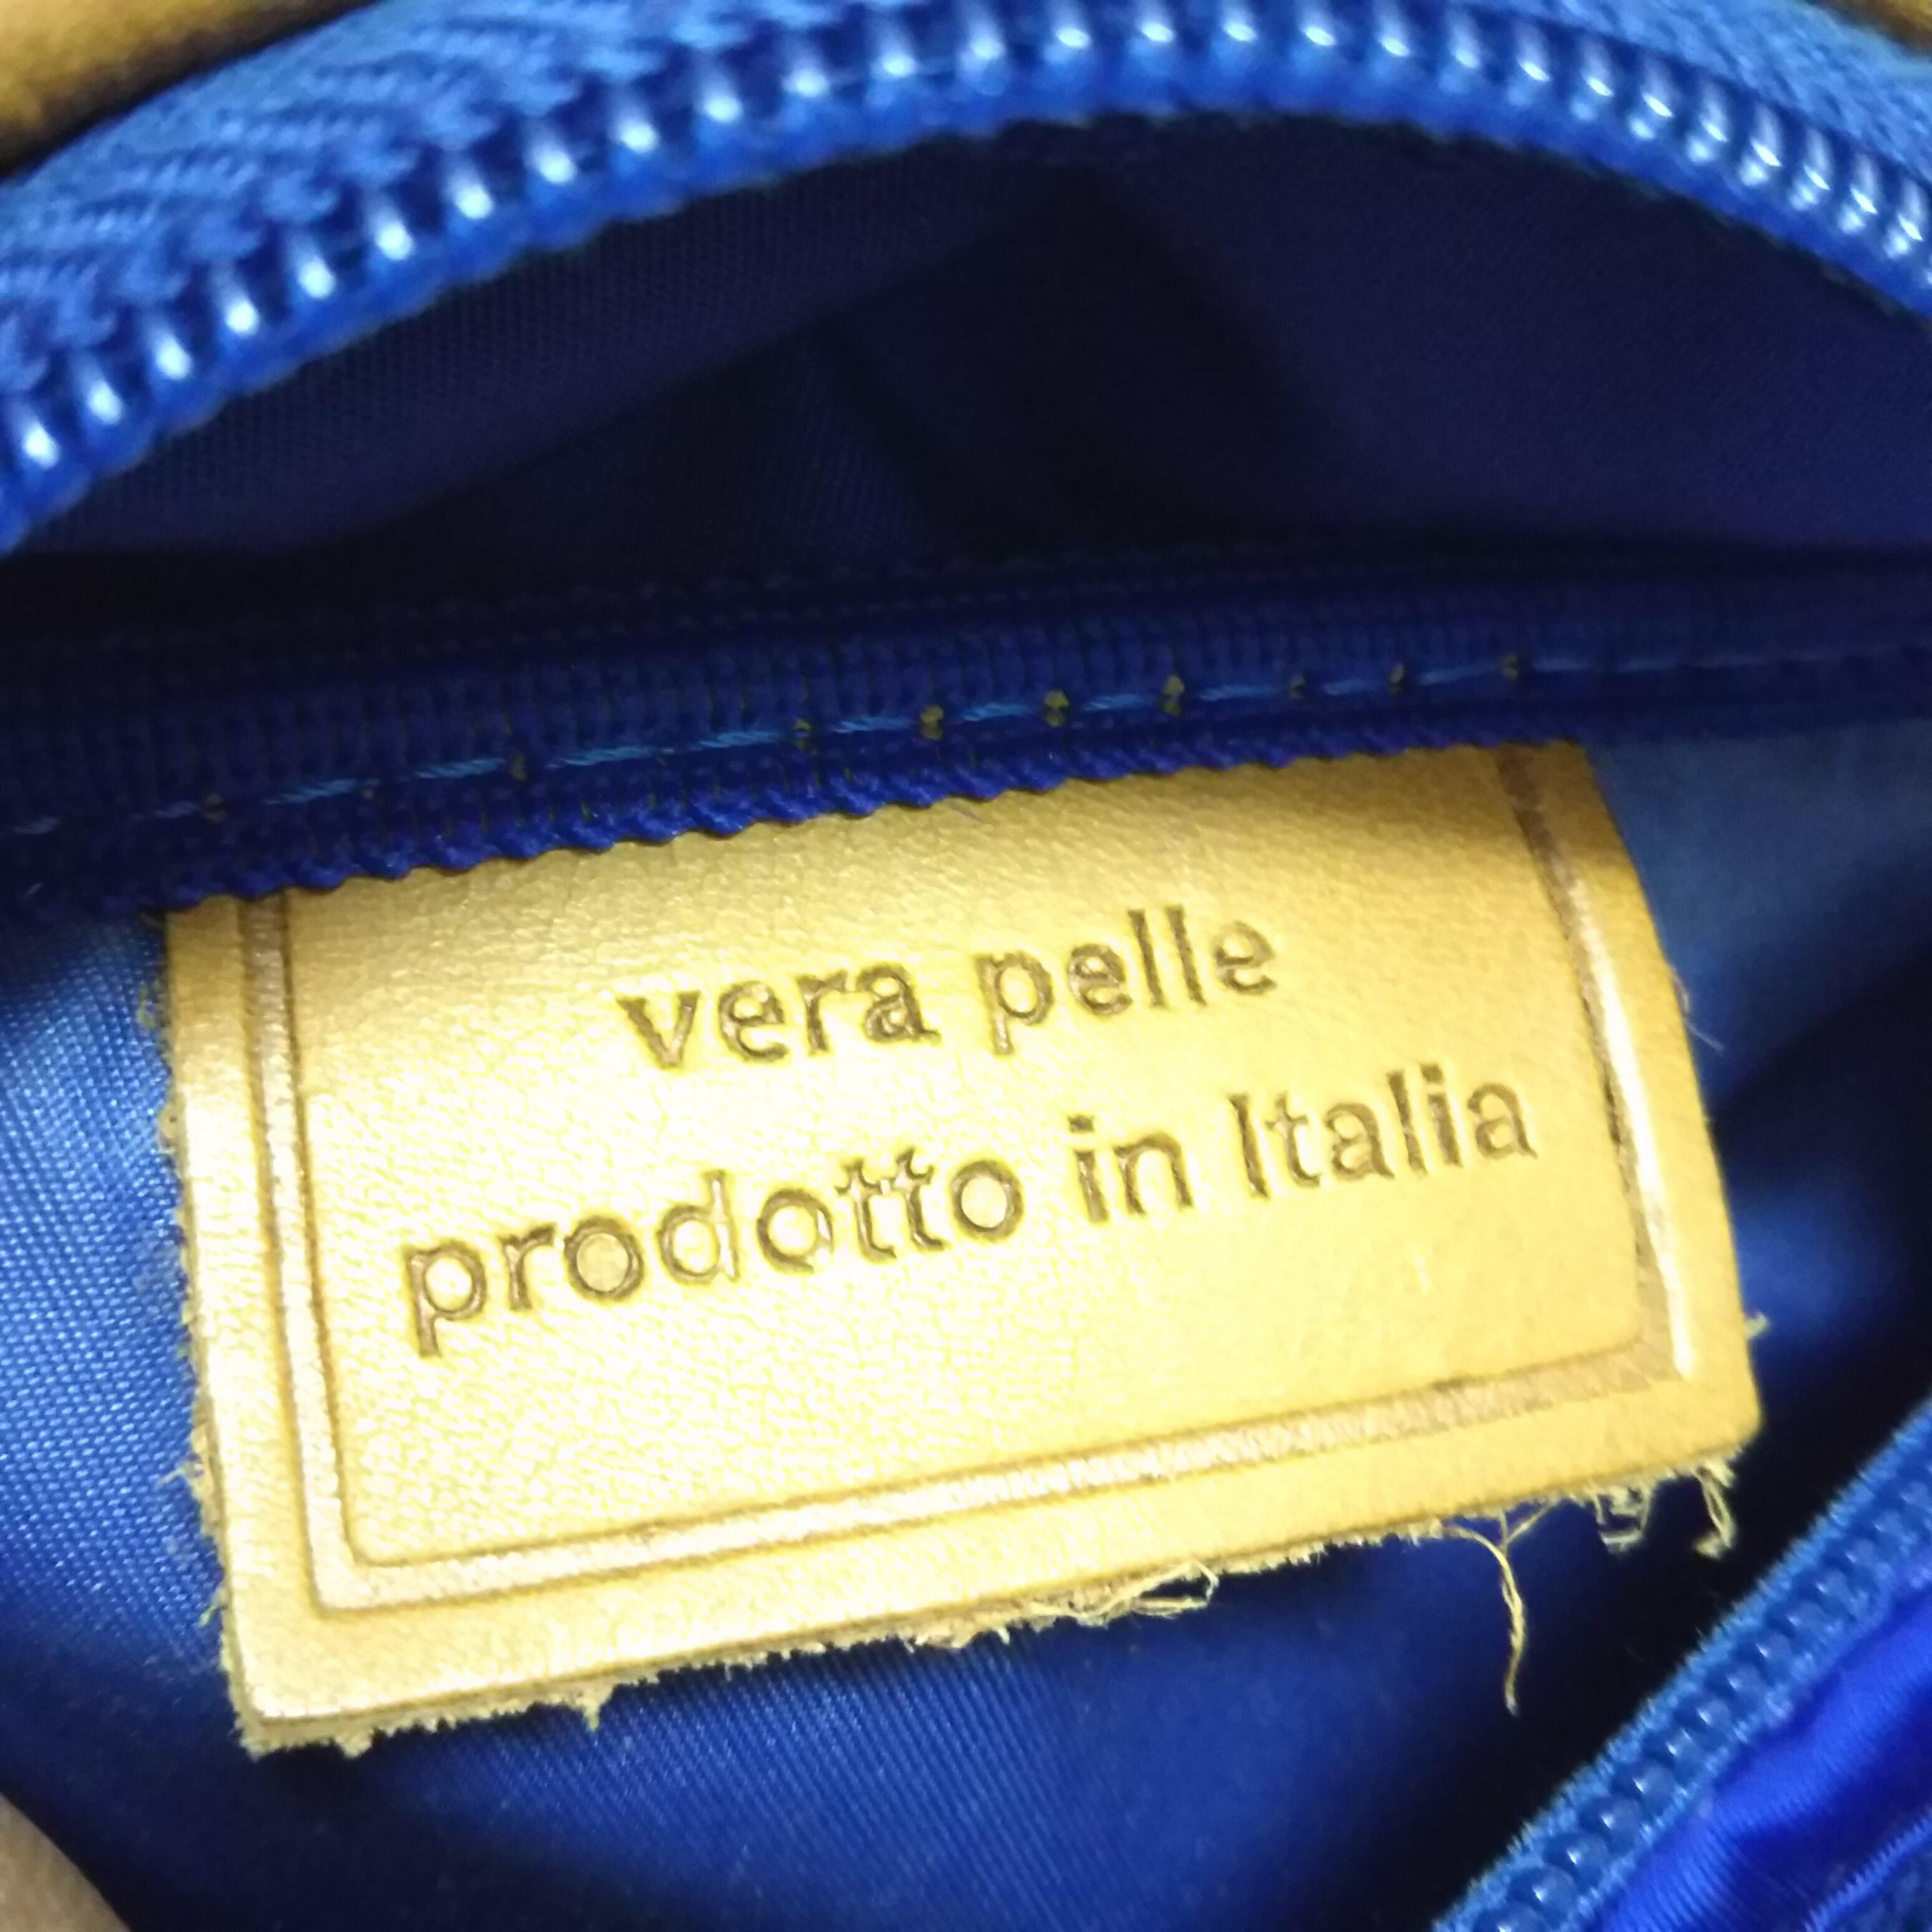 vera pelle
prodotto in Italia